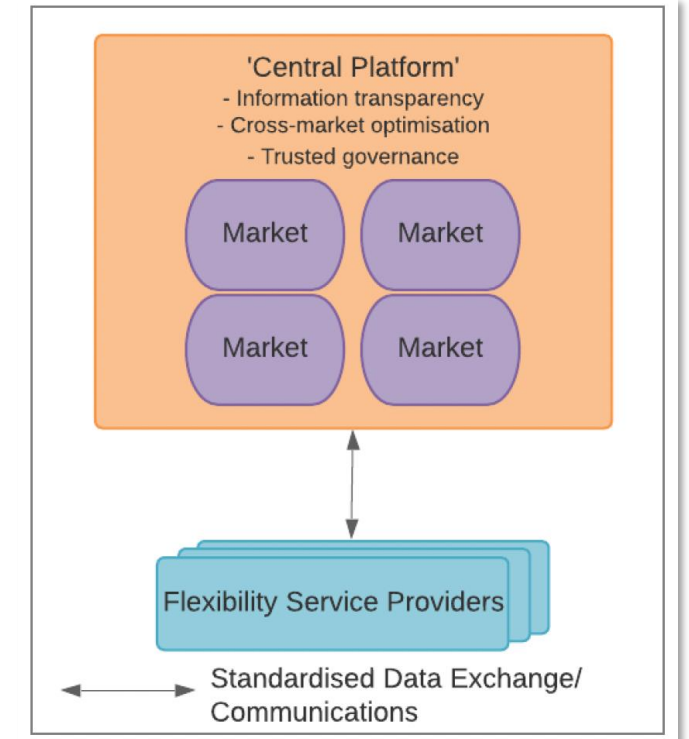 'Central Platform'
- Information transparency
- Cross-market optimisation
- Trusted governance
Market
Market
Market
Market
Flexibility Service Providers
Standardised Data Exchange/
Communications